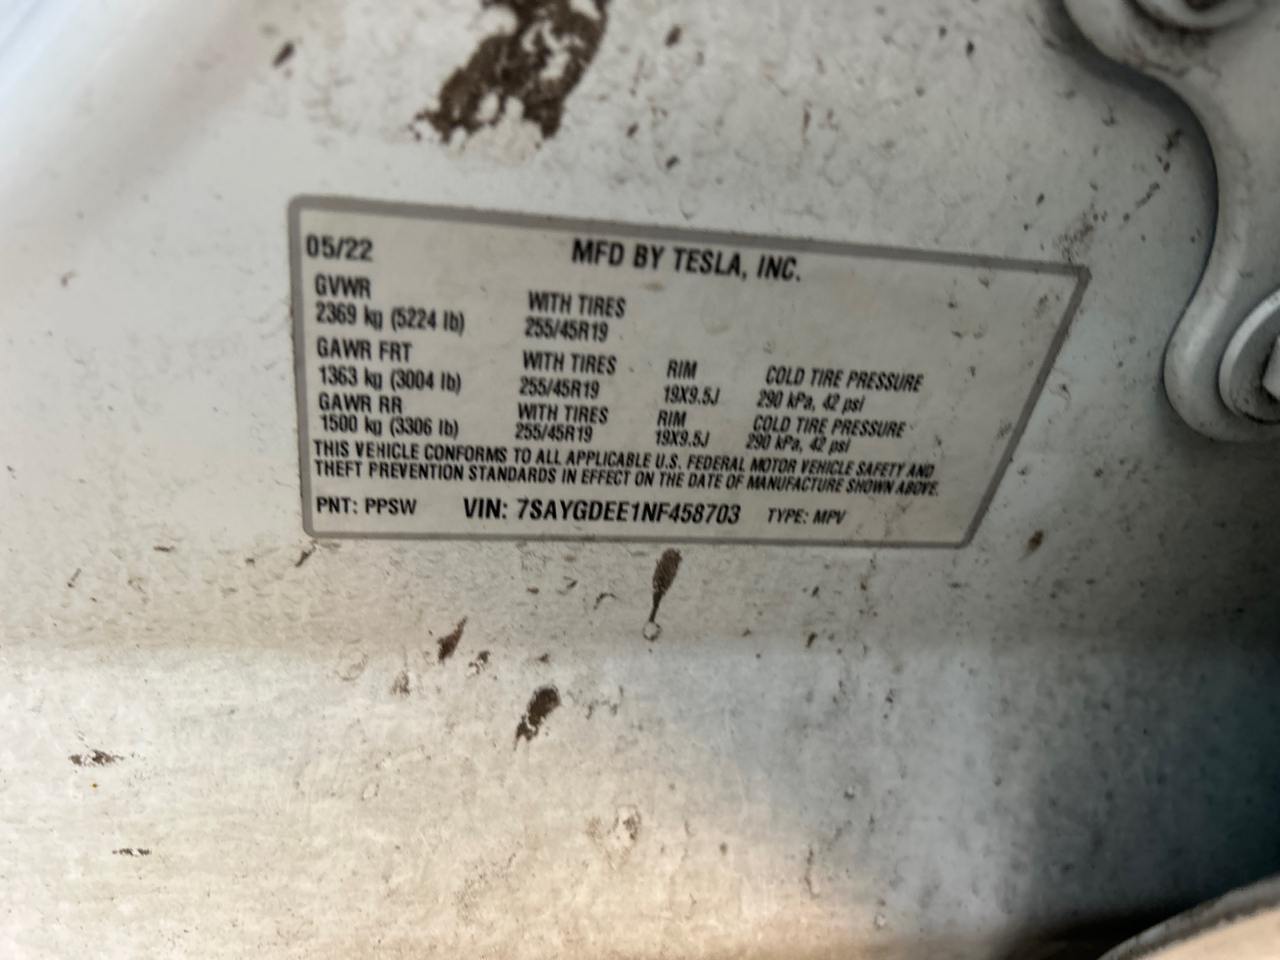 05/22 MFD BY TESLA, INC.
GVWR WITH TIRES
2369 kg (5224 lb) 255/45R19
GAWR FRT WITH TIRES RIM COLD TIRE PRESSURE
1363 kg (3004 lb) 255/45R19 19X9.5J 290 kPa, 42 psi
GAWR RR WITH TIRES RIM COLD TIRE PRESSURE
1500 kg (3306 lb) 255/45R19 19X9.5J 290 kPa, 42 psi
THIS VEHICLE CONFORMS TO ALL APPLICABLE U.S. FEDERAL MOTOR VEHICLE SAFETY AND
THEFT PREVENTION STANDARDS IN EFFECT ON THE DATE OF MANUFACTURE SHOWN ABOVE.
PNT: PPSW VIN: 7SAYGDEE1NF458703 TYPE: MPV